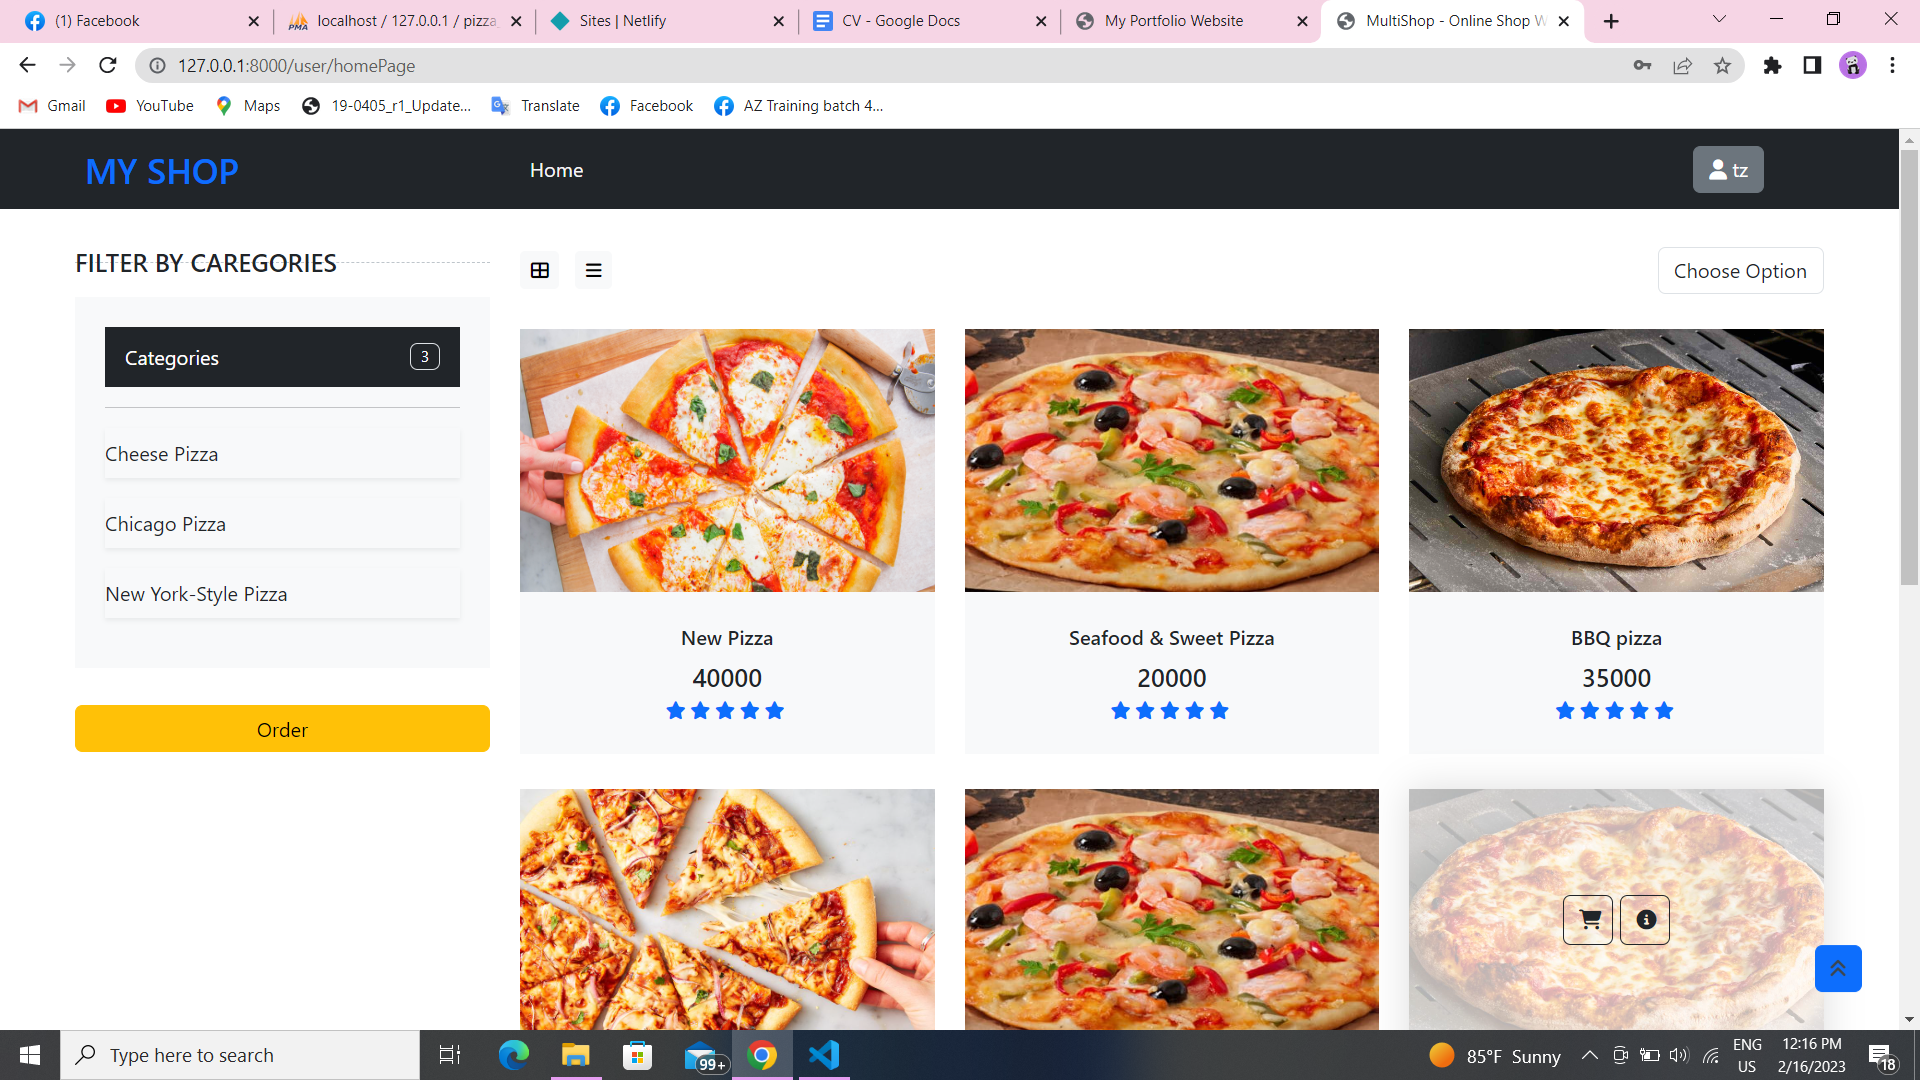 (1) Facebook
localhost / 127.0.0.1 / pizza_
Sites | Netlify
CV - Google Docs
My Portfolio Website
MultiShop - Online Shop W
127.0.0.1:8000/user/homePage
Gmail
YouTube
Maps
19-0405_r1_Update...
Translate
Facebook
AZ Training batch 4...
MY SHOP
Home
tz
FILTER BY CAREGORIES
Choose Option
Categories
3
Cheese Pizza
Chicago Pizza
New York-Style Pizza
Order
New Pizza
40000
Seafood & Sweet Pizza
20000
BBQ pizza
35000
Type here to search
99+
85°F Sunny
ENG
US
12:16 PM
2/16/2023
18